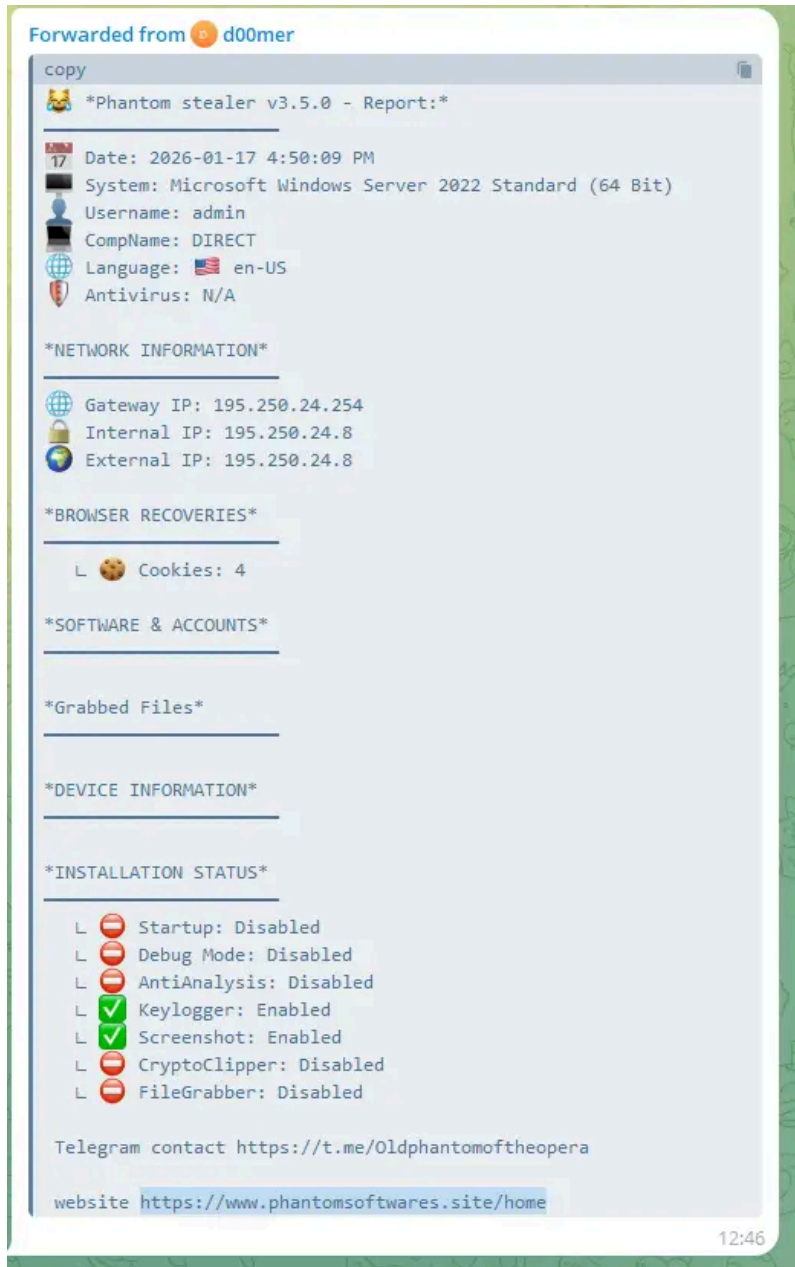 Forwarded from D d00mer
copy
😹 *Phantom stealer v3.5.0 - Report:*
📅 Date: 2026-01-17 4:50:09 PM
🖥 System: Microsoft Windows Server 2022 Standard (64 Bit)
👤 Username: admin
💻 CompName: DIRECT
🌐 Language: 🇺🇸 en-US
🛡 Antivirus: N/A
*NETWORK INFORMATION*
🌐 Gateway IP: 195.250.24.254
🔒 Internal IP: 195.250.24.8
🌍 External IP: 195.250.24.8
*BROWSER RECOVERIES*
∟ 🍪 Cookies: 4
*SOFTWARE & ACCOUNTS*
*Grabbed Files*
*DEVICE INFORMATION*
*INSTALLATION STATUS*
∟ ⛔ Startup: Disabled
∟ ⛔ Debug Mode: Disabled
∟ ⛔ AntiAnalysis: Disabled
∟ ✅ Keylogger: Enabled
∟ ✅ Screenshot: Enabled
∟ ⛔ CryptoClipper: Disabled
∟ ⛔ FileGrabber: Disabled
Telegram contact https://t.me/Oldphantomoftheopera
website https://www.phantomsoftwares.site/home
12:46